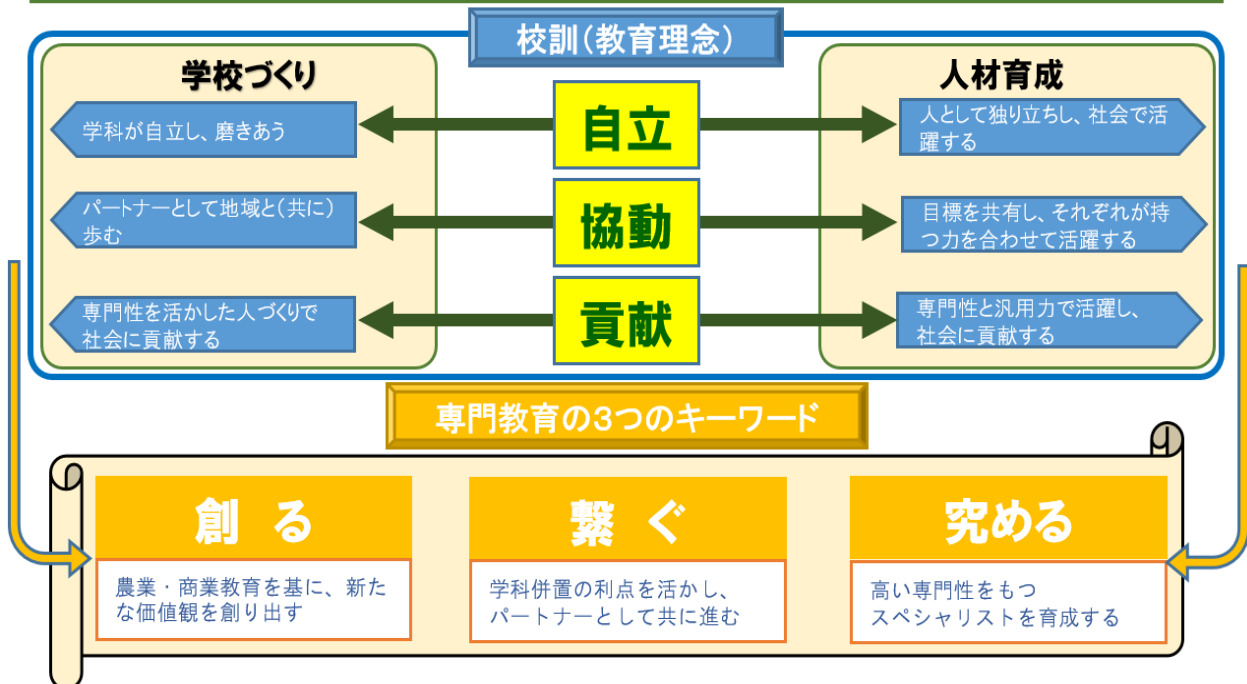 校訓(教育理念)
学校づくり
人材育成
自立
学科が自立し、磨きあう
人として独り立ちし、社会で活
躍する
協動
パートナーとして地域と(共に)
歩む
目標を共有し、それぞれが持
つ力を合わせて活躍する
貢献
専門性を活かした人づくりで
社会に貢献する
専門性と汎用力で活躍し、
社会に貢献する
専門教育の3つのキーワード
創 る
農業・商業教育を基に、新た
な価値観を創り出す
繋 ぐ
学科併置の利点を活かし、
パートナーとして共に進む
究める
高い専門性をもつ
スペシャリストを育成する